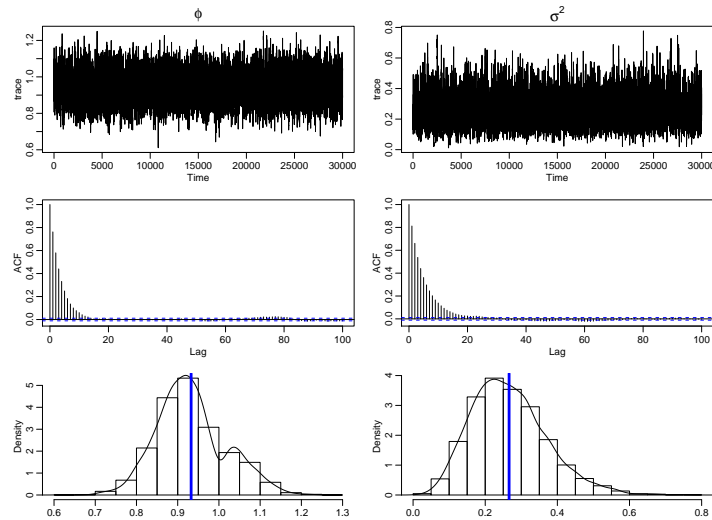 ϕ
σ²
trace
0.6 0.8 1.0 1.2
0 5000 10000 15000 20000 25000 30000
Time
trace
0.0 0.2 0.4 0.6 0.8
0 5000 10000 15000 20000 25000 30000
Time
ACF
0.0 0.2 0.4 0.6 0.8 1.0
0 20 40 60 80 100
Lag
ACF
0.0 0.2 0.4 0.6 0.8 1.0
0 20 40 60 80 100
Lag
Density
0 1 2 3 4 5
0.6 0.7 0.8 0.9 1.0 1.1 1.2 1.3
Density
0 1 2 3 4
0.0 0.2 0.4 0.6 0.8